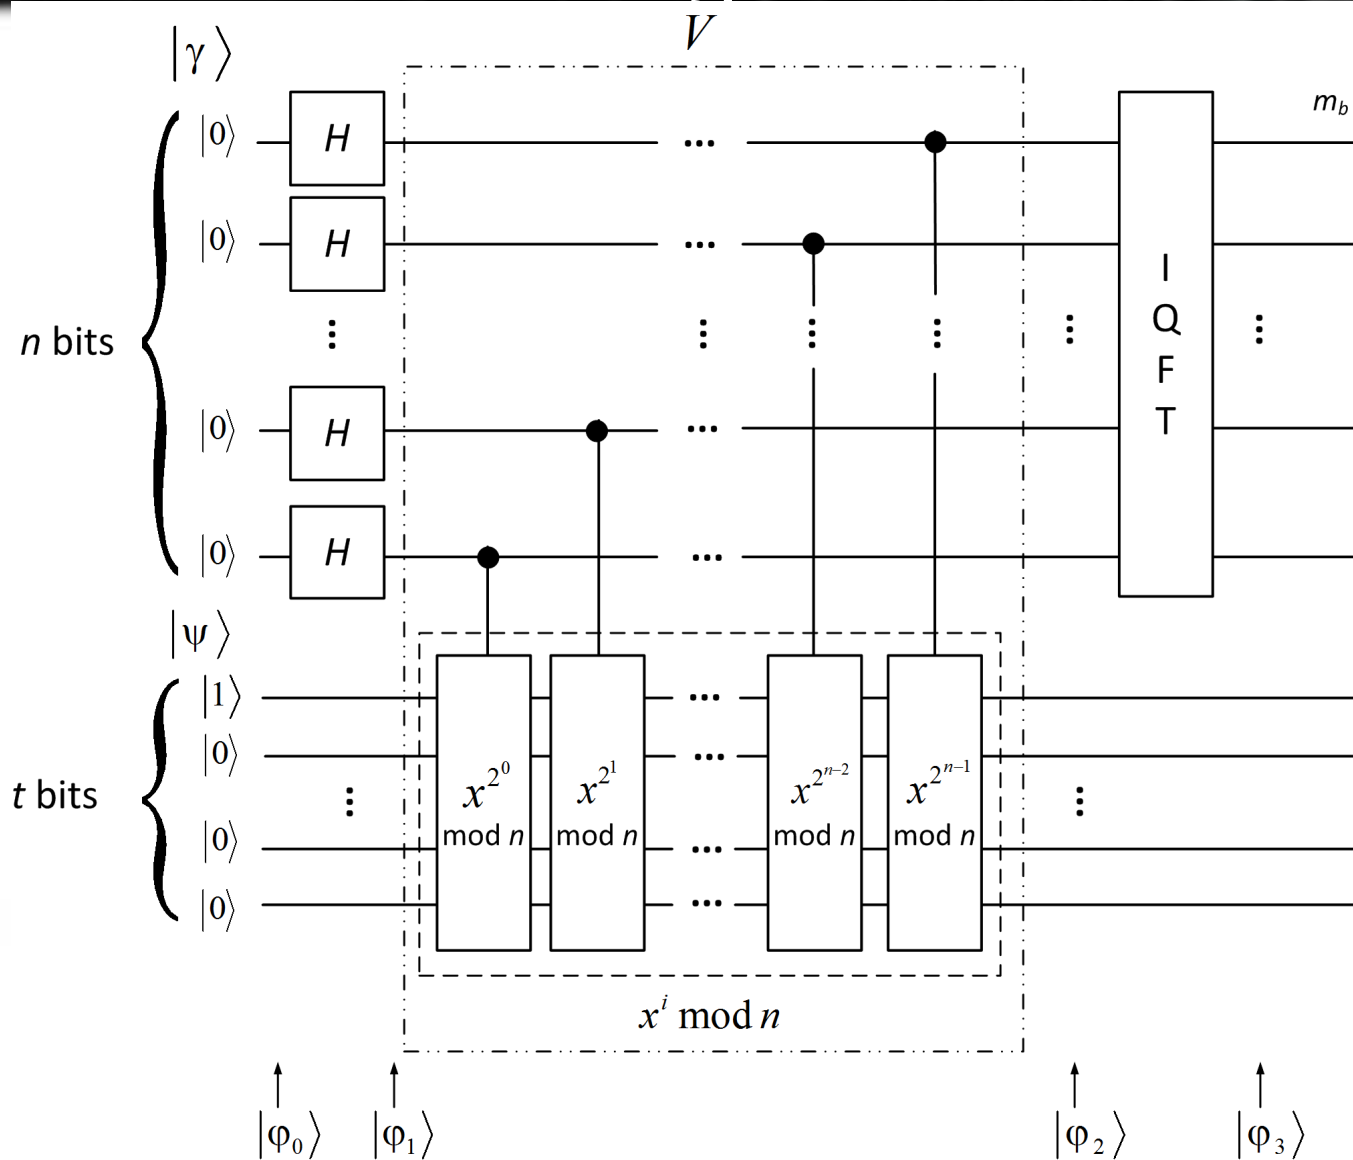 V
|γ⟩
m_b
|0⟩ H ...
|0⟩ H ...
n bits
I
Q
F
T
|0⟩ H ...
|0⟩ H ...
|ψ⟩
|1⟩ ...
|0⟩ ...
t bits
x^{2^0} mod n
x^{2^1} mod n
x^{2^{n–2}} mod n
x^{2^{n–1}} mod n
|0⟩ ...
|0⟩ ...
x^i mod n
|φ_0⟩ |φ_1⟩ |φ_2⟩ |φ_3⟩